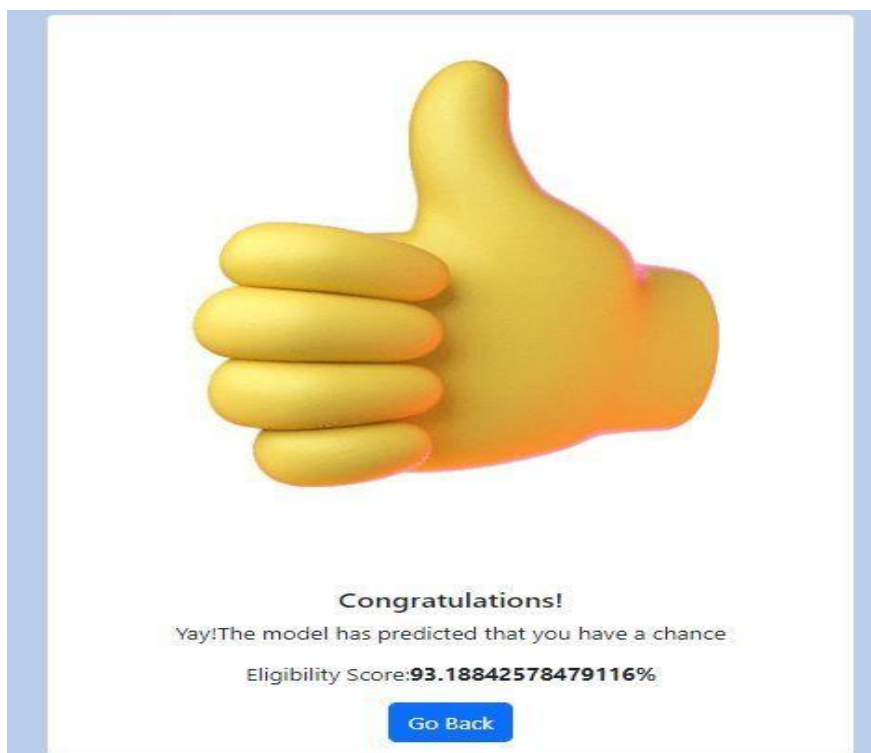 Congratulations!
Yay!The model has predicted that you have a chance
Eligibility Score:93.18842578479116%
Go Back